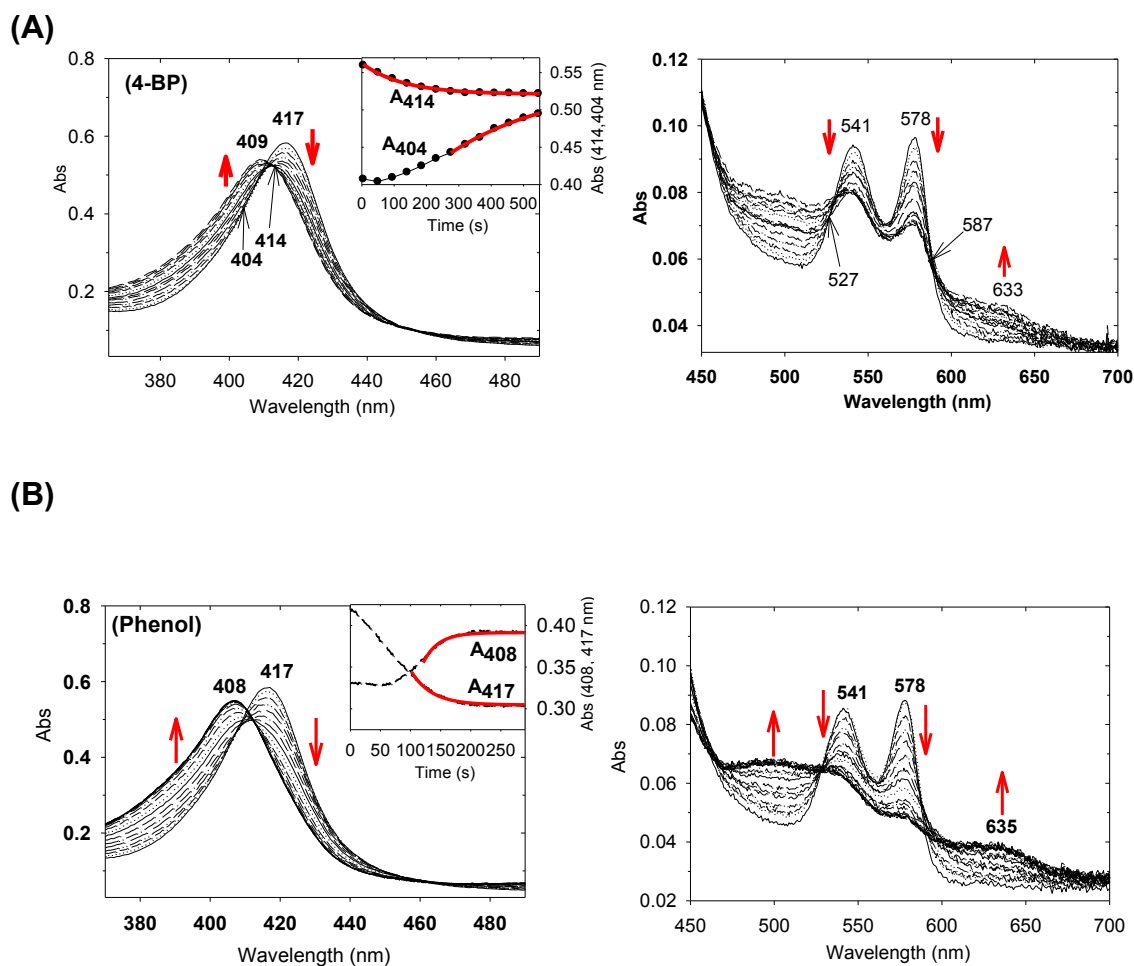 (A)
0.8
0.6
0.4
0.2
Abs
(4-BP)
409
417
404
414
380 400 420 440 460 480
Wavelength (nm)
A414
A404
0.55
0.50
0.45
0.40
Abs (414,404 nm)
0 100 200 300 400 500
Time (s)
0.12
0.10
0.08
0.06
0.04
Abs
541
578
587
527
633
450 500 550 600 650 700
Wavelength (nm)
(B)
0.8
0.6
0.4
0.2
Abs
(Phenol)
408
417
380 400 420 440 460 480
Wavelength (nm)
A408
A417
0.40
0.35
0.30
Abs (408, 417 nm)
0 50 100 150 200 250
Time (s)
0.12
0.10
0.08
0.06
0.04
0.02
Abs
541
578
635
450 500 550 600 650 700
Wavelength (nm)